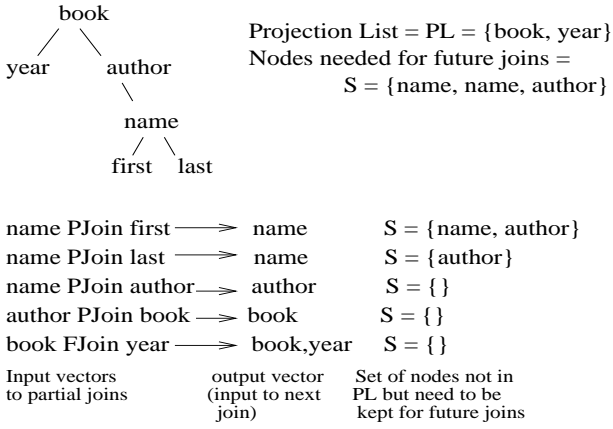 book
year author
name
first last
Projection List = PL = {book, year}
Nodes needed for future joins =
S = {name, name, author}
name PJoin first name S = {name, author}
name PJoin last name S = {author}
name PJoin author author S = {}
author PJoin book book S = {}
book FJoin year book,year S = {}
Input vectors output vector Set of nodes not in
to partial joins (input to next PL but need to be
join) kept for future joins